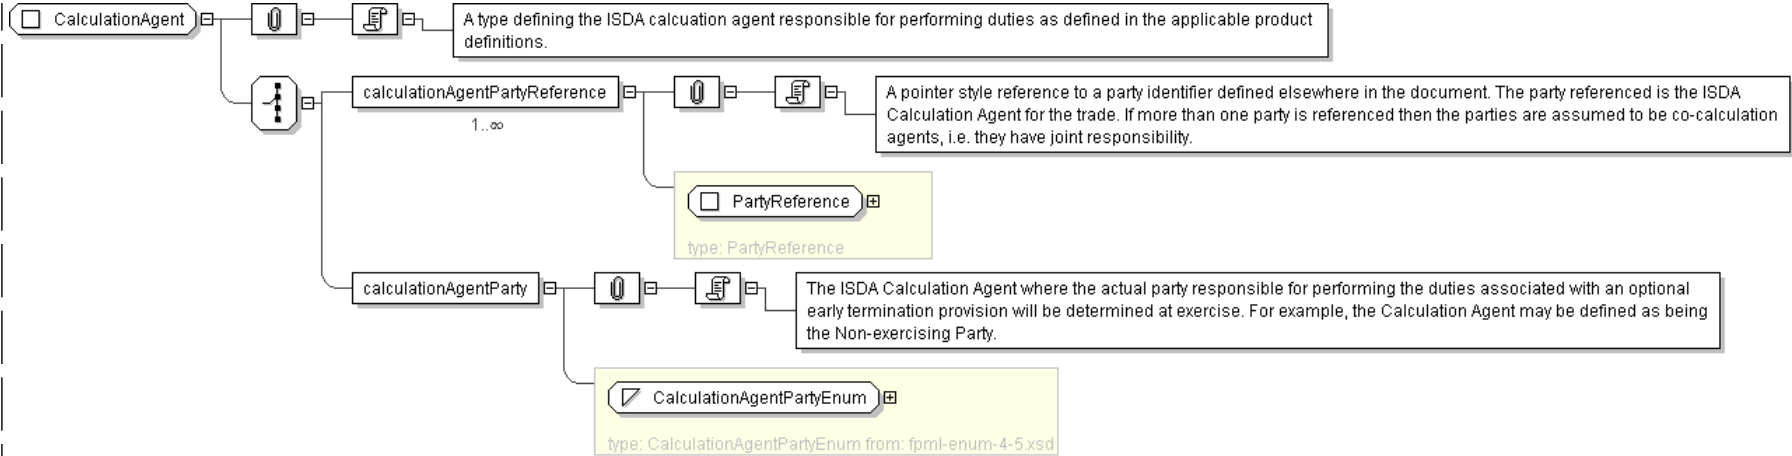 CalculationAgent
A type defining the ISDA calcuation agent responsible for performing duties as defined in the applicable product
definitions.
calculationAgentPartyReference
1..∞
A pointer style reference to a party identifier defined elsewhere in the document. The party referenced is the ISDA
Calculation Agent for the trade. If more than one party is referenced then the parties are assumed to be co-calculation
agents, i.e. they have joint responsibility.
PartyReference
type: PartyReference
calculationAgentParty
The ISDA Calculation Agent where the actual party responsible for performing the duties associated with an optional
early termination provision will be determined at exercise. For example, the Calculation Agent may be defined as being
the Non-exercising Party.
CalculationAgentPartyEnum
type: CalculationAgentPartyEnum from: fpml-enum-4-5.xsd